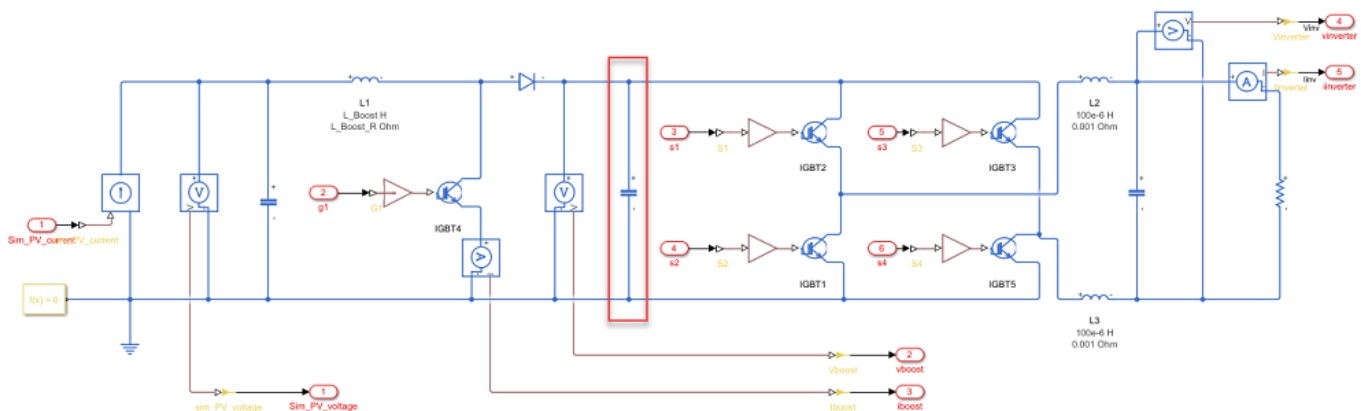 V
4
Vinverter
Vinv
vinverter
5
Iinverter
Iinv
iinverter
A
L1
L_Boost H
L_Boost_R Ohm
L2
100e-6 H
0.001 Ohm
3
s1
S1
IGBT2
5
s3
S3
IGBT3
V
V
2
g1
G1
IGBT4
1
Sim_PV_current
PV_current
A
4
s2
S2
IGBT1
6
s4
S4
IGBT5
f(x) = 0
L3
100e-6 H
0.001 Ohm
Vboost
2
vboost
sim_PV_voltage
1
Sim_PV_voltage
Iboost
3
iboost